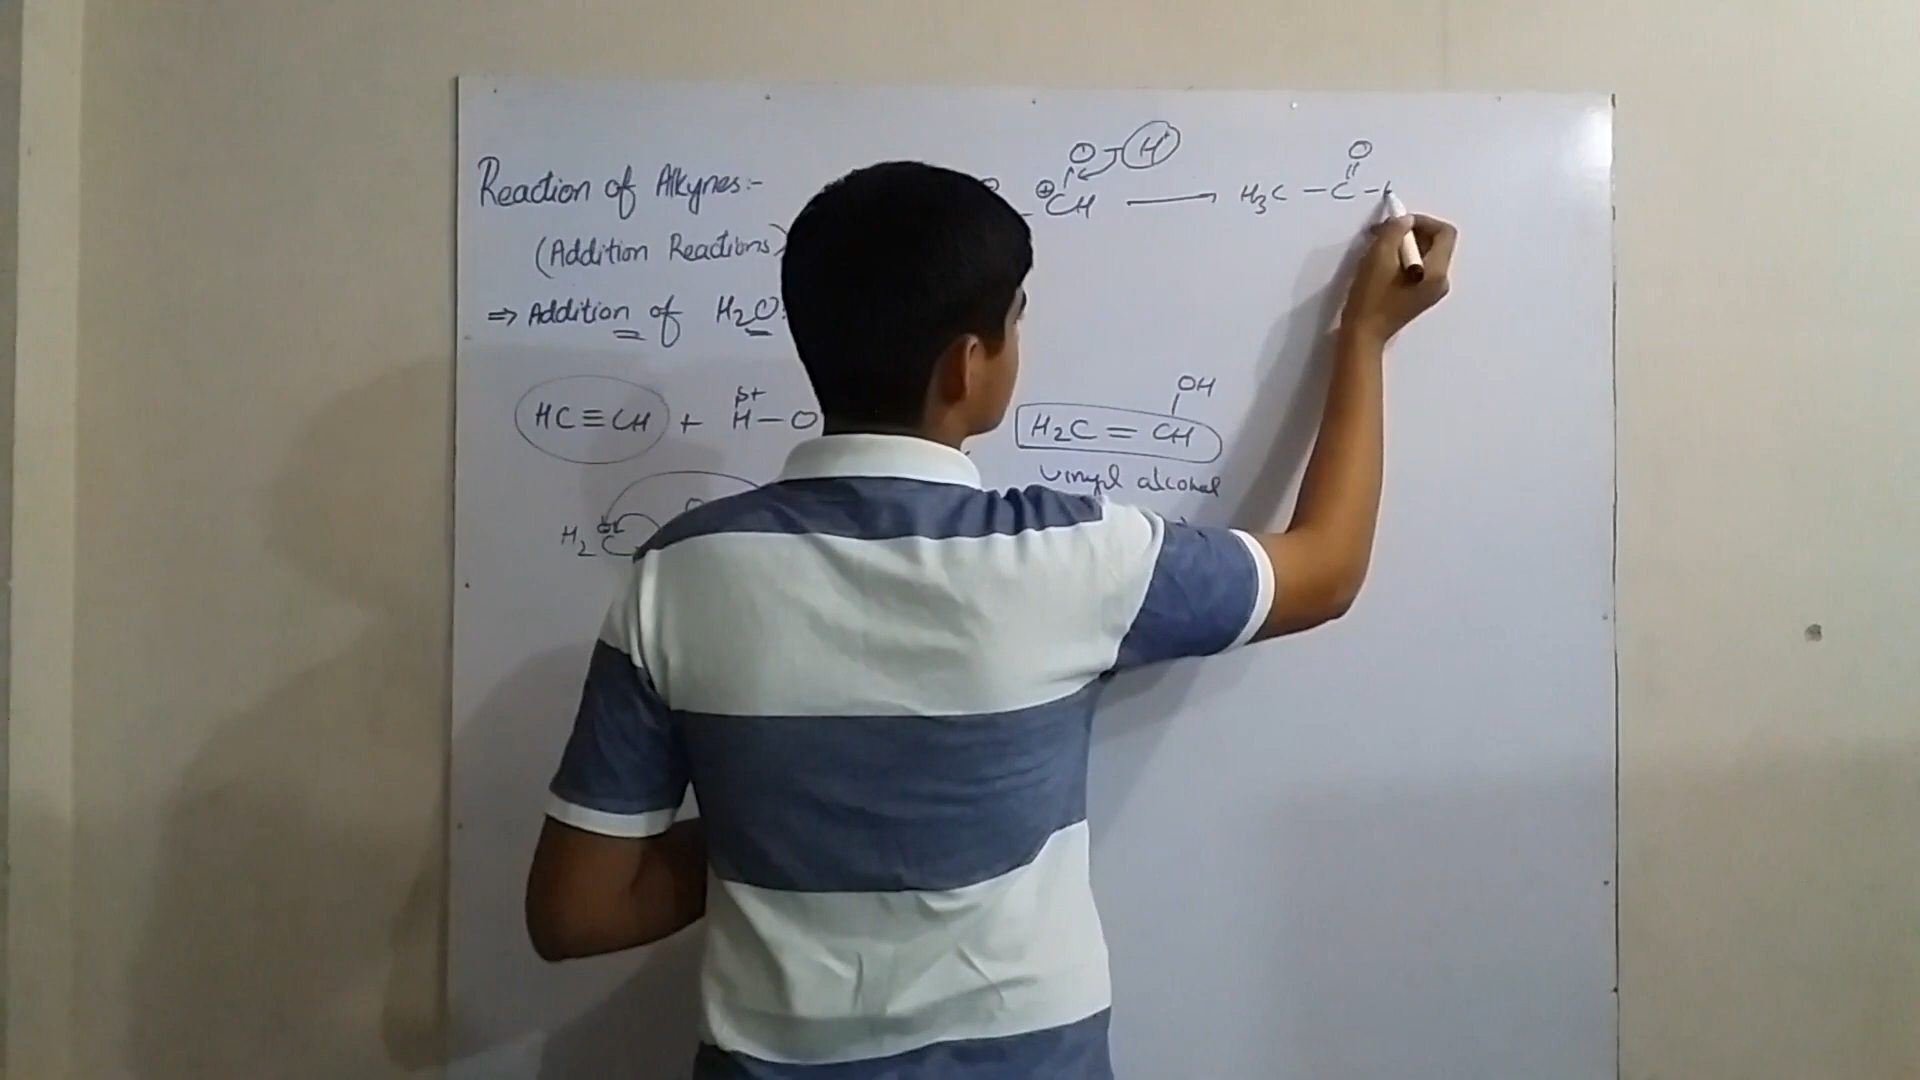 Reaction of Alkynes:-
(Addition Reactions)
⇒ Addition of H2O:
HC≡CH + H—O
δ+
H2C=CH
OH
vinyl alcohol
H2C
⊕CH
O
H+
⟶ H3C—C—
O